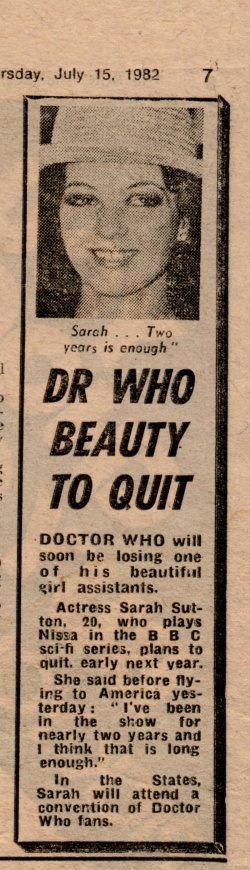 rsday, July 15, 1982 7
Sarah . . . Two
years is enough"
DR WHO
BEAUTY
TO QUIT
DOCTOR WHO will
soon be losing one
of his beautiful
girl assistants.
Actress Sarah Sut-
ton, 20, who plays
Nissa in the B B C
sci-fi series, plans to
quit, early next year.
She said before fly-
ing to America yes-
terday: "I've been
in the show for
nearly two years and
I think that is long
enough."
In the States,
Sarah will attend a
convention of Doctor
Who fans.